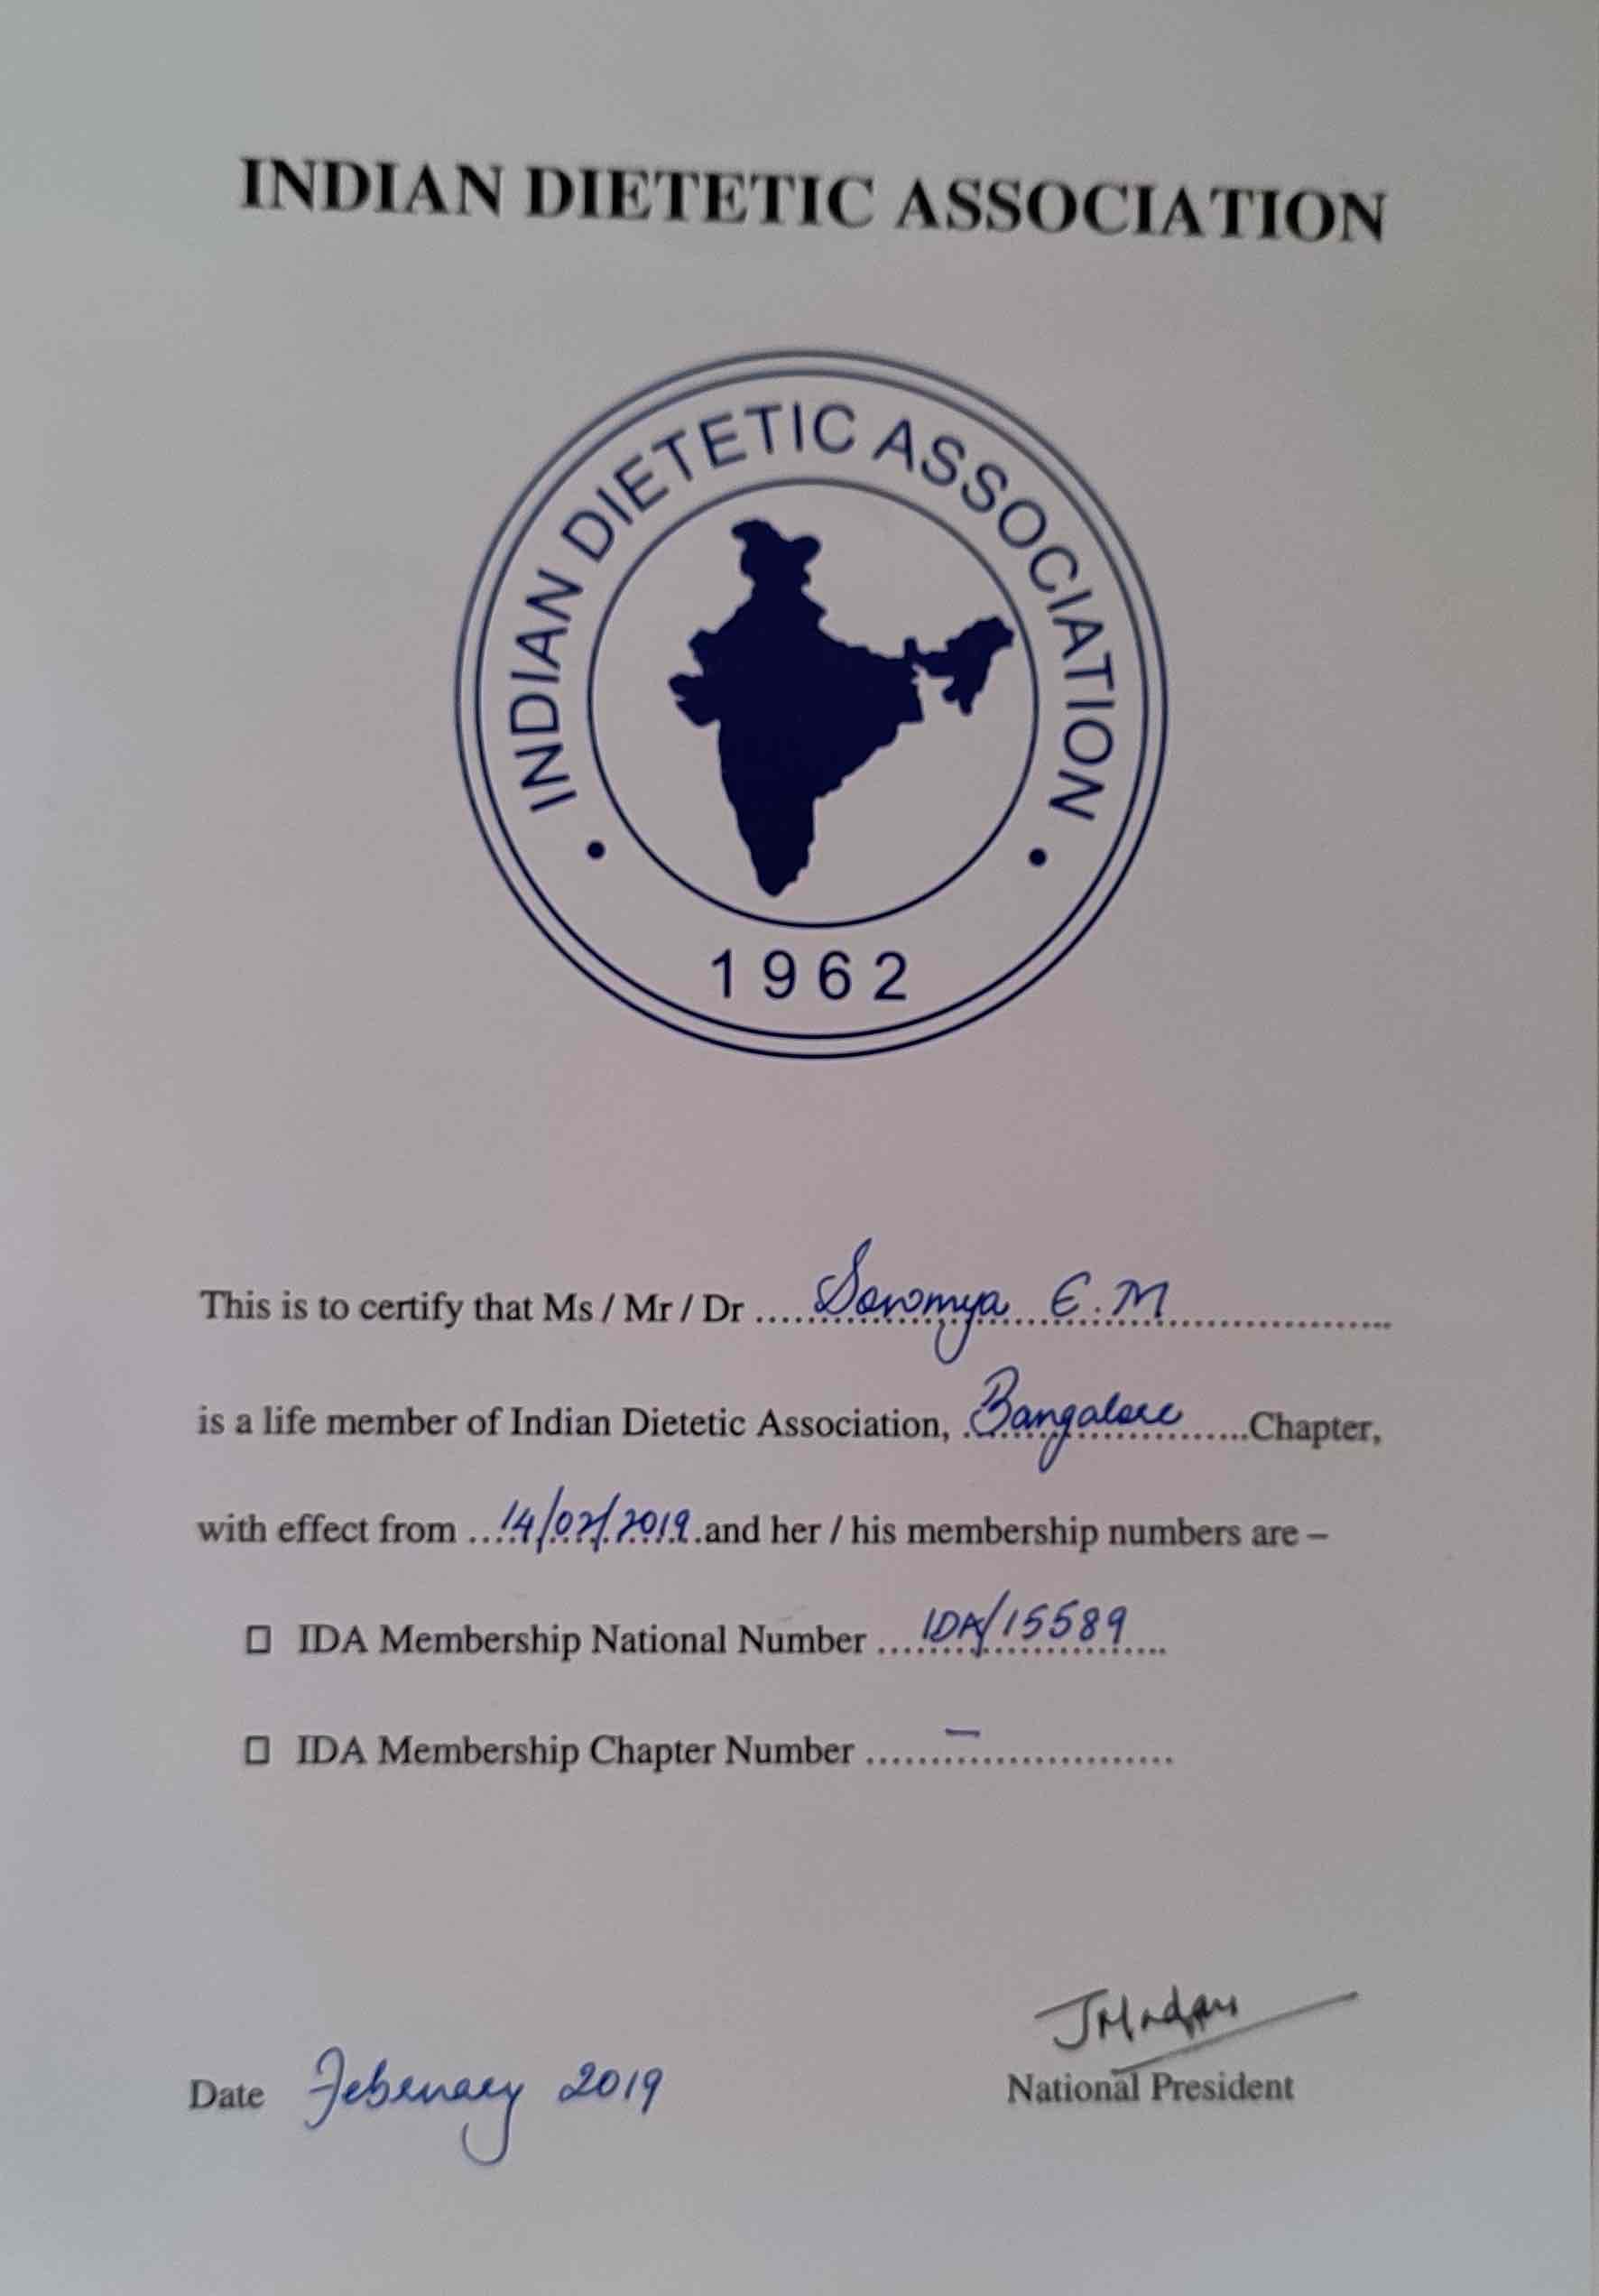 INDIAN DIETETIC ASSOCIATION
INDIAN DIETETIC ASSOCIATION
1962
This is to certify that Ms / Mr / Dr .... Sowmya E.M ....
is a life member of Indian Dietetic Association, Bangalore ....Chapter,
with effect from ...14/02/2019.and her / his membership numbers are –
☐ IDA Membership National Number .... IDA/15589 ....
☐ IDA Membership Chapter Number .... – ....
National President
Date February 2019